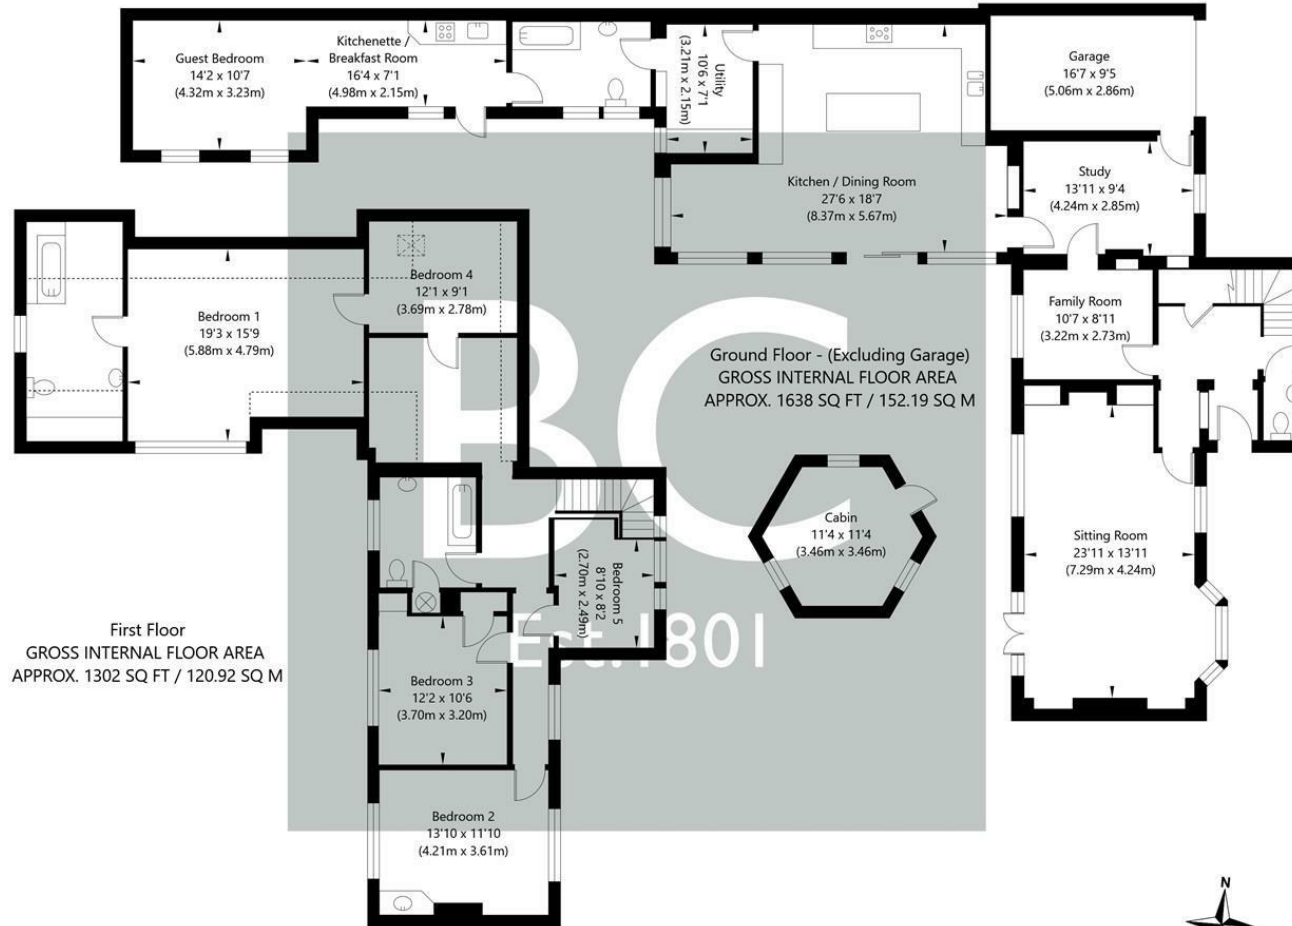 Guest Bedroom
14'2 x 10'7
(4.32m x 3.23m)
Kitchenette /
Breakfast Room
16'4 x 7'1
(4.98m x 2.15m)
Utility
10'6 x 7'1
(3.21m x 2.15m)
Garage
16'7 x 9'5
(5.06m x 2.86m)
Kitchen / Dining Room
27'6 x 18'7
(8.37m x 5.67m)
Study
13'11 x 9'4
(4.24m x 2.85m)
Bedroom 4
12'1 x 9'1
(3.69m x 2.78m)
Bedroom 1
19'3 x 15'9
(5.88m x 4.79m)
Family Room
10'7 x 8'11
(3.22m x 2.73m)
Ground Floor - (Excluding Garage)
GROSS INTERNAL FLOOR AREA
APPROX. 1638 SQ FT / 152.19 SQ M
BC
Est.1801
Cabin
11'4 x 11'4
(3.46m x 3.46m)
Sitting Room
23'11 x 13'11
(7.29m x 4.24m)
Bedroom 5
8'10 x 8'2
(2.70m x 2.49m)
First Floor
GROSS INTERNAL FLOOR AREA
APPROX. 1302 SQ FT / 120.92 SQ M
Bedroom 3
12'2 x 10'6
(3.70m x 3.20m)
Bedroom 2
13'10 x 11'10
(4.21m x 3.61m)
N